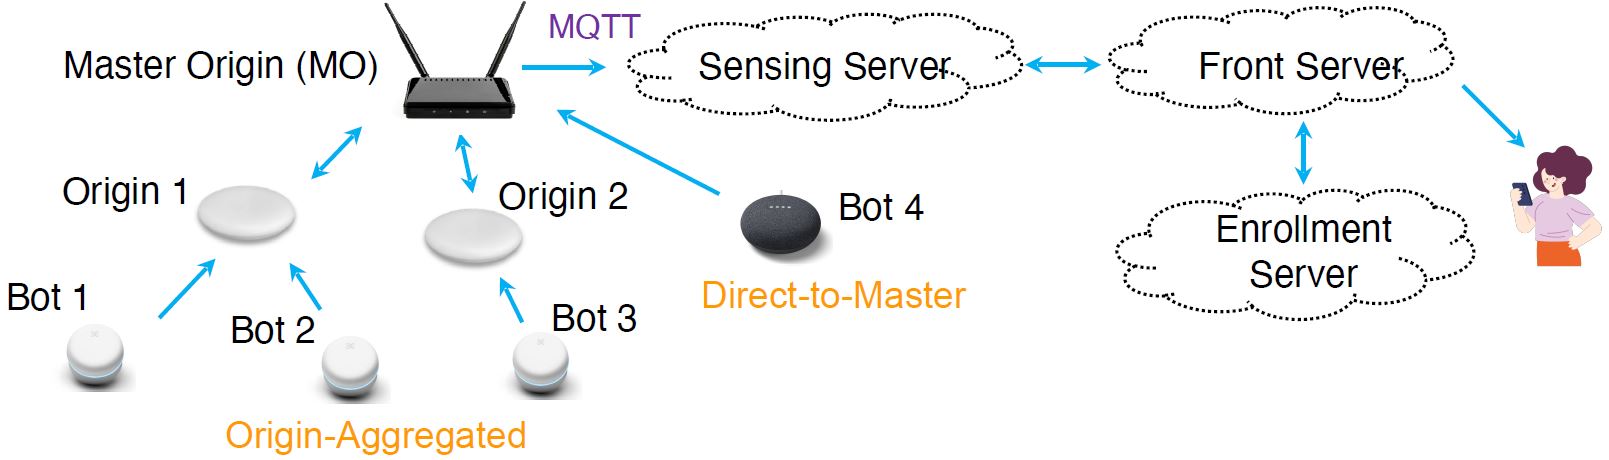 MQTT
Master Origin (MO)
Sensing Server
Front Server
Origin 1
Origin 2
Bot 4
Enrollment
Server
Direct-to-Master
Bot 1
Bot 2
Bot 3
Origin-Aggregated